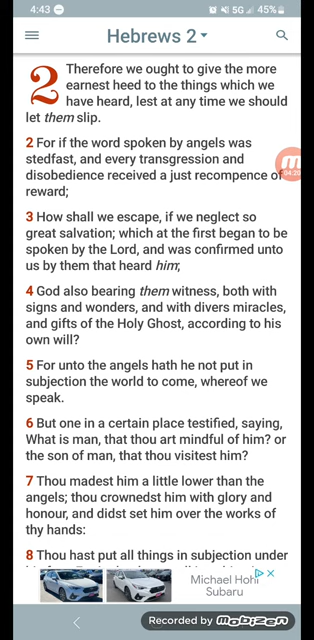 4:43 5G 45%
Hebrews 2
2 Therefore we ought to give the more
earnest heed to the things which we
have heard, lest at any time we should
let them slip.
2 For if the word spoken by angels was
stedfast, and every transgression and
disobedience received a just recompence of
reward;
04:20
3 How shall we escape, if we neglect so
great salvation; which at the first began to be
spoken by the Lord, and was confirmed unto
us by them that heard him;
4 God also bearing them witness, both with
signs and wonders, and with divers miracles,
and gifts of the Holy Ghost, according to his
own will?
5 For unto the angels hath he not put in
subjection the world to come, whereof we
speak.
6 But one in a certain place testified, saying,
What is man, that thou art mindful of him? or
the son of man, that thou visitest him?
7 Thou madest him a little lower than the
angels; thou crownedst him with glory and
honour, and didst set him over the works of
thy hands:
8 Thou hast put all things in subjection under
Michael Hohl
Subaru
Recorded by mobizen